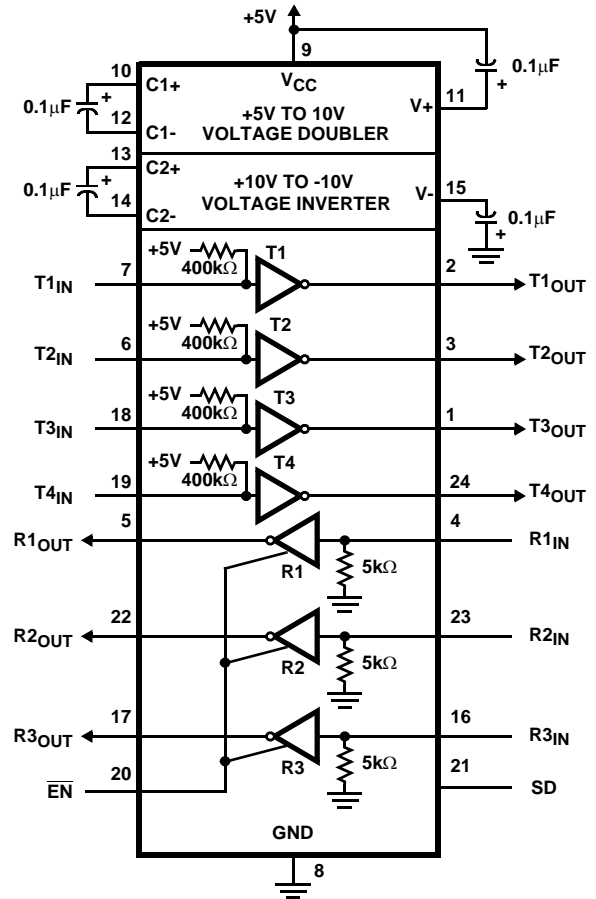 +5V
9
VCC
10
C1+
0.1µF
+
12
C1-
+5V TO 10V
VOLTAGE DOUBLER
V+
11
+
0.1µF
13
C2+
0.1µF
+
14
C2-
+10V TO -10V
VOLTAGE INVERTER
V-
15
0.1µF
+
+5V
400kΩ
T1
T1IN
7
2
T1OUT
+5V
400kΩ
T2
T2IN
6
3
T2OUT
+5V
400kΩ
T3
T3IN
18
1
T3OUT
+5V
400kΩ
T4
T4IN
19
24
T4OUT
R1OUT
5
4
R1IN
R1
5kΩ
R2OUT
22
23
R2IN
R2
5kΩ
R3OUT
17
16
R3IN
R3
5kΩ
EN
20
21
SD
GND
8